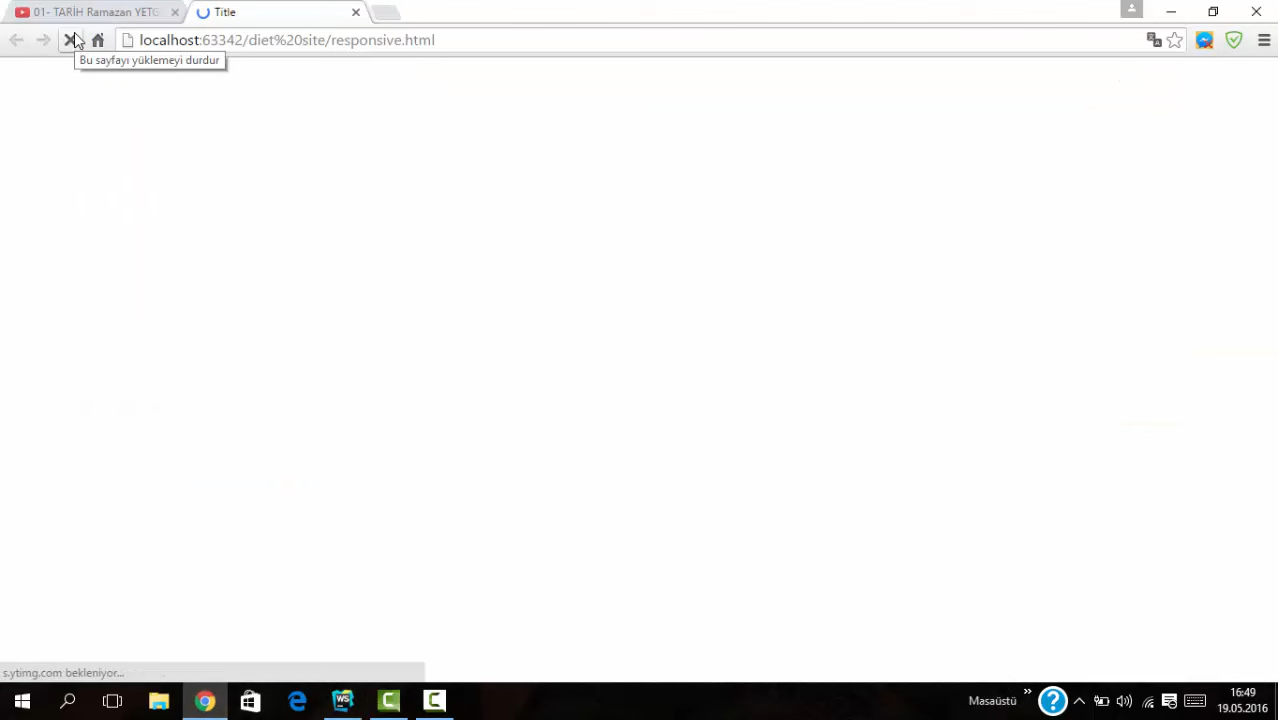 01- TARİH Ramazan YETG
Title
localhost:63342/diet%20site/responsive.html
Bu sayfayı yüklemeyi durdur
s.ytimg.com bekleniyor...
WS
Masaüstü
16:49
19.05.2016